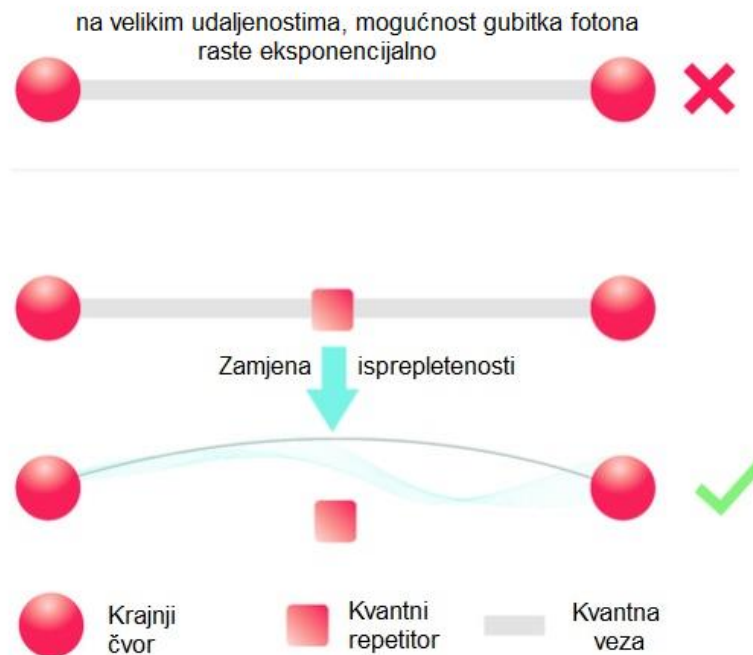 na velikim udaljenostima, mogućnost gubitka fotona
raste eksponencijalno
Zamjena isprepletenosti
Krajnji
čvor
Kvantni
repetitor
Kvantna
veza